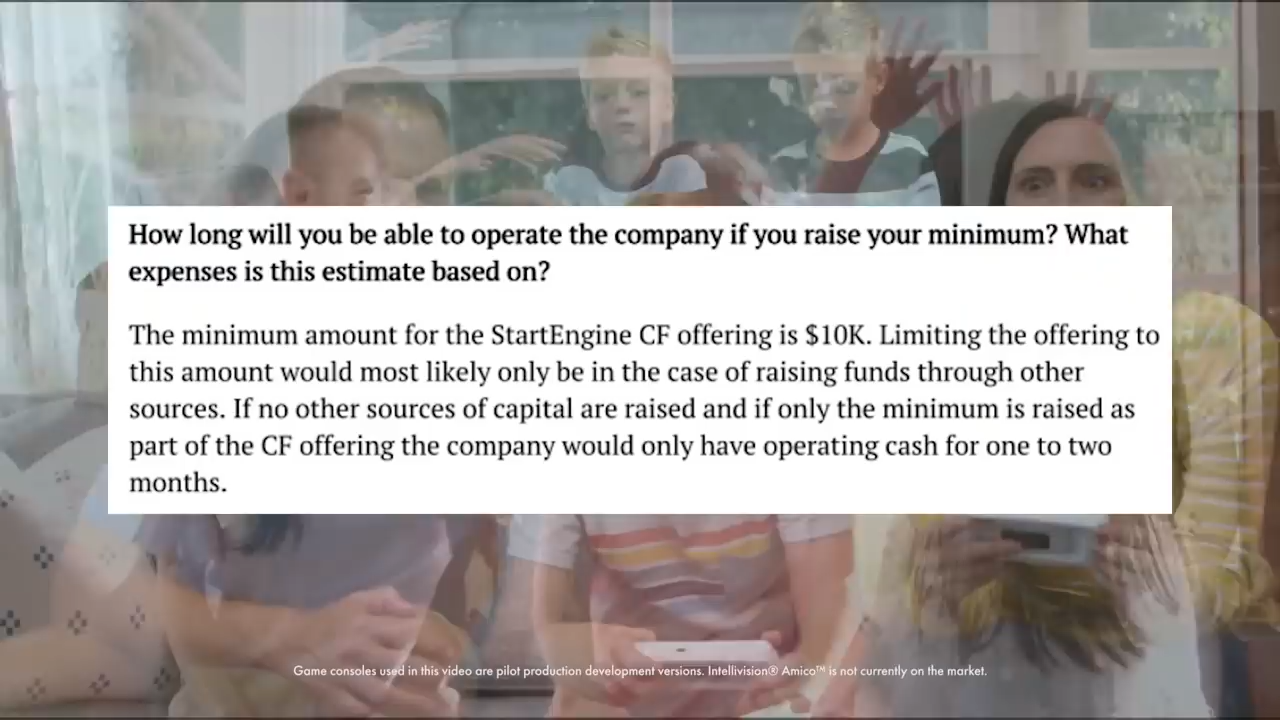 How long will you be able to operate the company if you raise your minimum? What
expenses is this estimate based on?
The minimum amount for the StartEngine CF offering is $10K. Limiting the offering to
this amount would most likely only be in the case of raising funds through other
sources. If no other sources of capital are raised and if only the minimum is raised as
part of the CF offering the company would only have operating cash for one to two
months.
Game consoles used in this video are pilot production development versions. Intellivision® Amico™ is not currently on the market.